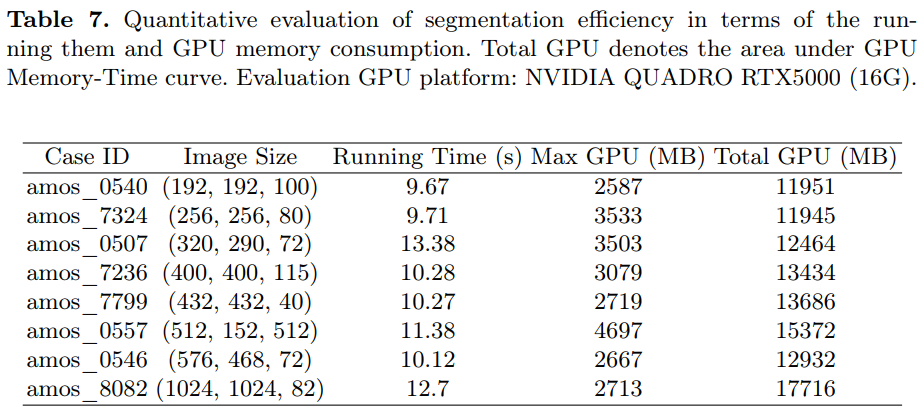 Table 7. Quantitative evaluation of segmentation efficiency in terms of the run-
ning them and GPU memory consumption. Total GPU denotes the area under GPU
Memory-Time curve. Evaluation GPU platform: NVIDIA QUADRO RTX5000 (16G).
Case ID Image Size Running Time (s) Max GPU (MB) Total GPU (MB)
amos_0540 (192, 192, 100) 9.67 2587 11951
amos_7324 (256, 256, 80) 9.71 3533 11945
amos_0507 (320, 290, 72) 13.38 3503 12464
amos_7236 (400, 400, 115) 10.28 3079 13434
amos_7799 (432, 432, 40) 10.27 2719 13686
amos_0557 (512, 152, 512) 11.38 4697 15372
amos_0546 (576, 468, 72) 10.12 2667 12932
amos_8082 (1024, 1024, 82) 12.7 2713 17716